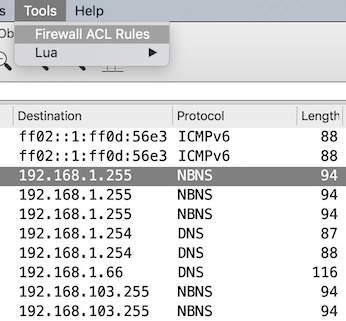 s Tools Help
Firewall ACL Rules
Ob
Lua
Destination Protocol Length
ff02::1:ff0d:56e3 ICMPv6 88
ff02::1:ff0d:56e3 ICMPv6 88
192.168.1.255 NBNS 94
192.168.1.255 NBNS 94
192.168.1.255 NBNS 94
192.168.1.254 DNS 87
192.168.1.254 DNS 88
192.168.1.66 DNS 116
192.168.103.255 NBNS 94
192.168.103.255 NBNS 94